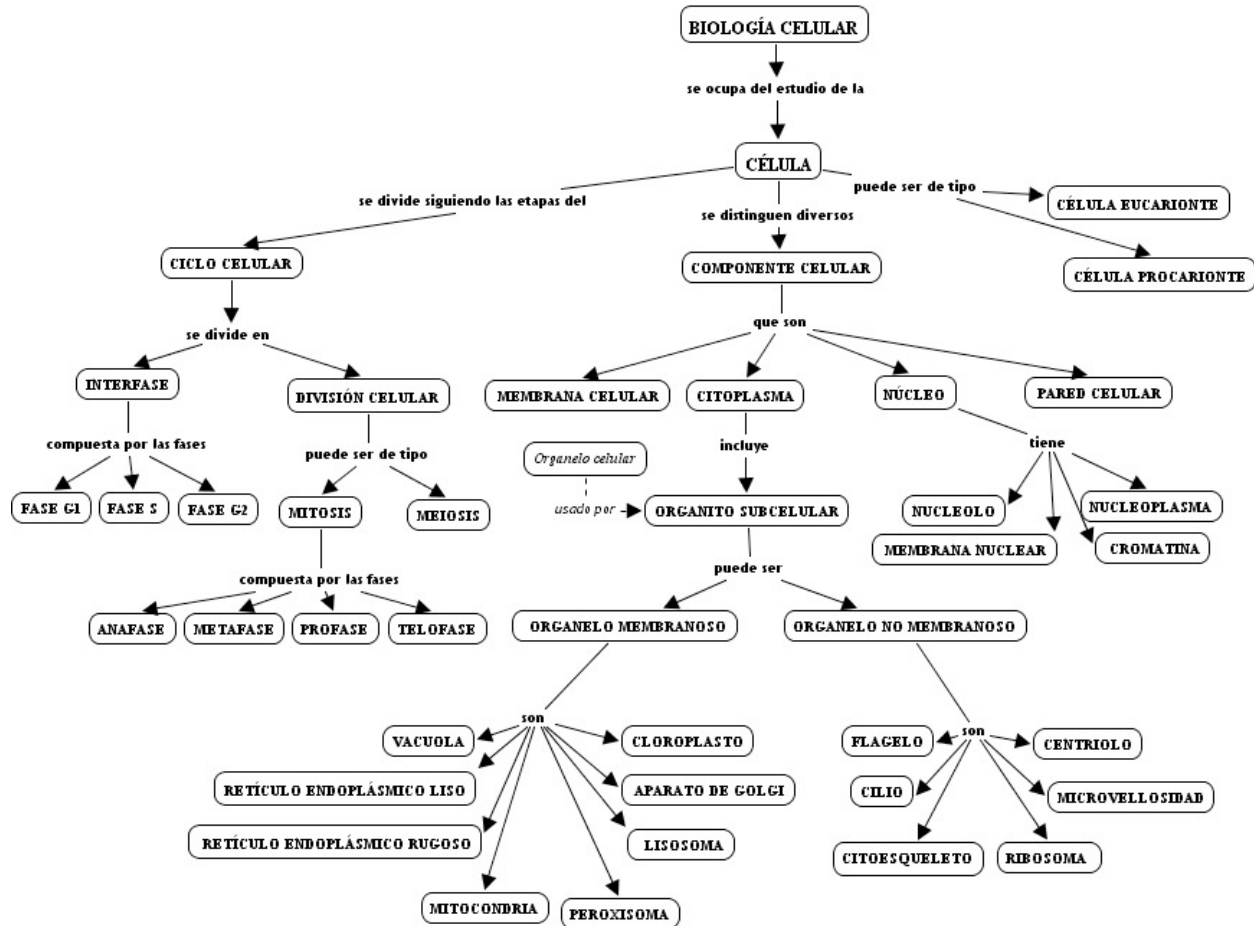 BIOLOGÍA CELULAR
se ocupa del estudio de la
CÉLULA
se divide siguiendo las etapas del
se distinguen diversos
puede ser de tipo
CÉLULA EUCARIONTE
CÉLULA PROCARIONTE
CICLO CELULAR
COMPONENTE CELULAR
se divide en
que son
INTERFASE
DIVISIÓN CELULAR
MEMBRANA CELULAR
CITOPLASMA
NÚCLEO
PARED CELULAR
compuesta por las fases
puede ser de tipo
incluye
tiene
Organelo celular
usado por
FASE G1
FASE S
FASE G2
MITOSIS
MEIOSIS
ORGANITO SUBCELULAR
NUCLEOLO
NUCLEOPLASMA
MEMBRANA NUCLEAR
CROMATINA
compuesta por las fases
puede ser
ANAFASE
METAFASE
PROFASE
TELOFASE
ORGANELO MEMBRANOSO
ORGANELO NO MEMBRANOSO
son
VACUOLA
CLOROPLASTO
RETÍCULO ENDOPLÁSMICO LISO
APARATO DE GOLGI
RETÍCULO ENDOPLÁSMICO RUGOSO
LISOSOMA
MITOCONDRIA
PEROXISOMA
son
FLAGELO
CENTRIOLO
CILIO
MICROVELLOSIDAD
CITOESQUELETO
RIBOSOMA